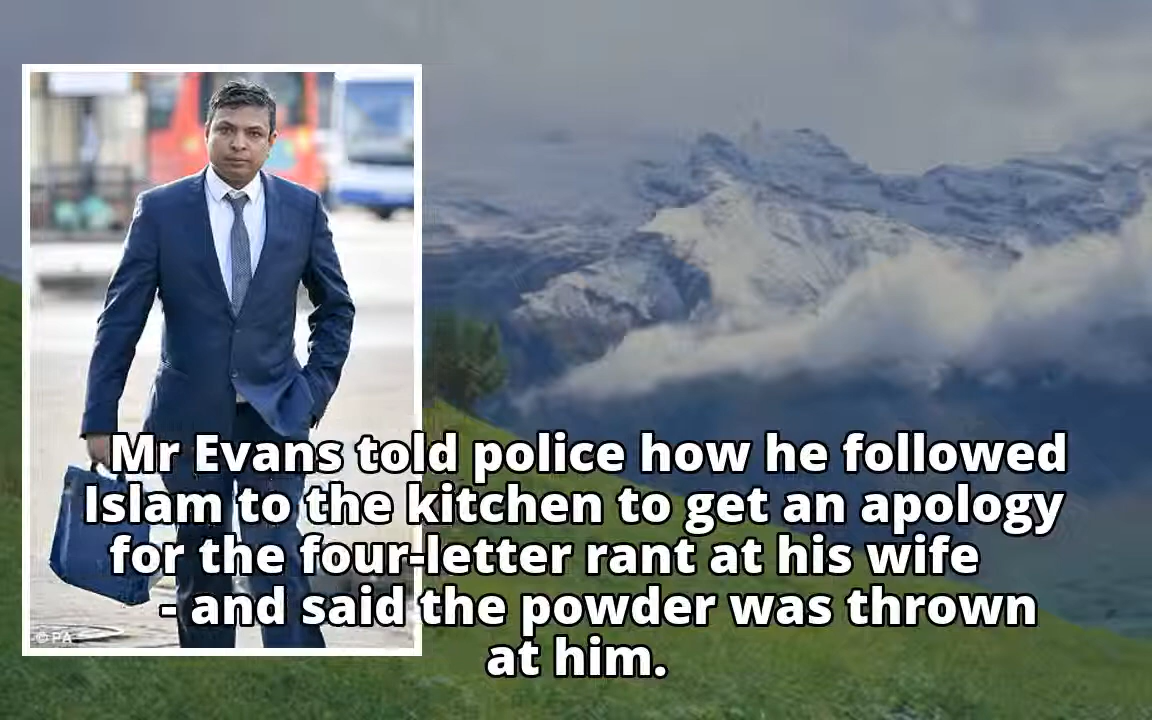 Mr Evans told police how he followed
Islam to the kitchen to get an apology
for the four-letter rant at his wife
- and said the powder was thrown
at him.
© PA